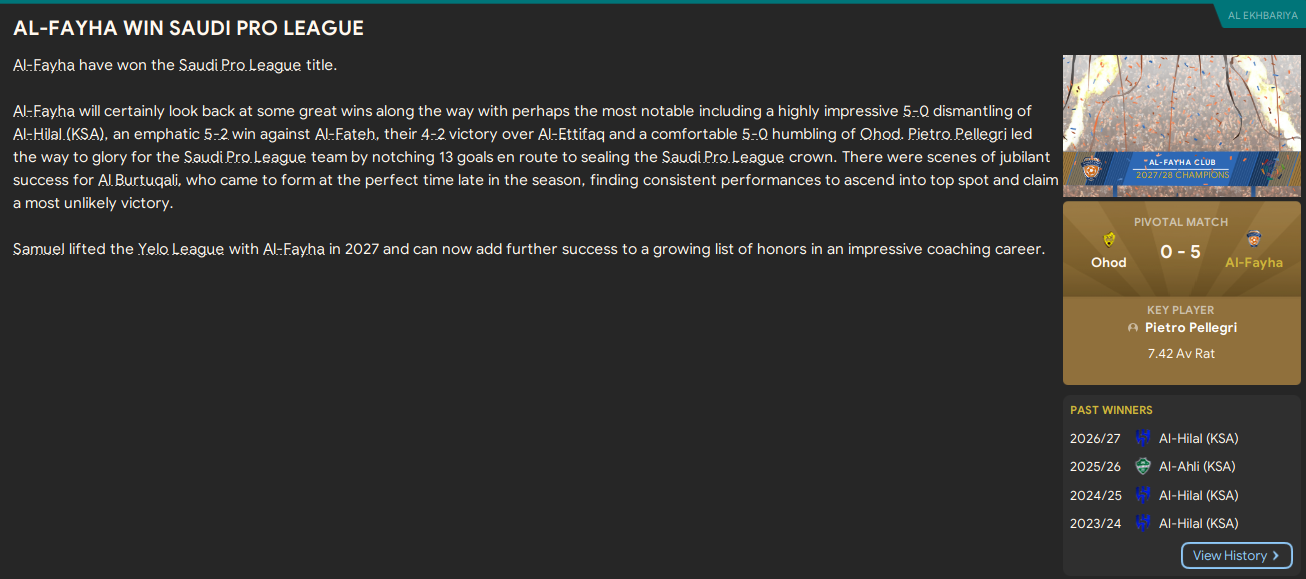 AL-FAYHA WIN SAUDI PRO LEAGUE
AL EKHBARIYA
Al-Fayha have won the Saudi Pro League title.
Al-Fayha will certainly look back at some great wins along the way with perhaps the most notable including a highly impressive 5-0 dismantling of
Al-Hilal (KSA), an emphatic 5-2 win against Al-Fateh, their 4-2 victory over Al-Ettifaq and a comfortable 5-0 humbling of Ohod. Pietro Pellegri led
the way to glory for the Saudi Pro League team by notching 13 goals en route to sealing the Saudi Pro League crown. There were scenes of jubilant
success for Al Burtuqali, who came to form at the perfect time late in the season, finding consistent performances to ascend into top spot and claim
a most unlikely victory.
Samuel lifted the Yelo League with Al-Fayha in 2027 and can now add further success to a growing list of honors in an impressive coaching career.
AL-FAYHA CLUB
2027/28 CHAMPIONS
PIVOTAL MATCH
Ohod 0 - 5 Al-Fayha
KEY PLAYER
Pietro Pellegri
7.42 Av Rat
PAST WINNERS
2026/27 Al-Hilal (KSA)
2025/26 Al-Ahli (KSA)
2024/25 Al-Hilal (KSA)
2023/24 Al-Hilal (KSA)
View History >